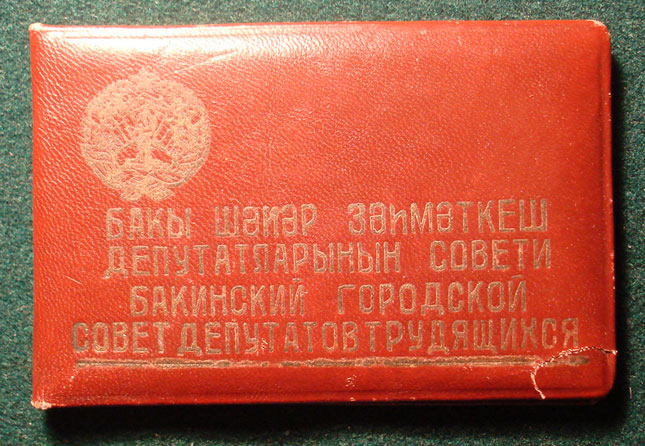 БАКЫ ШӘҺӘР ЗӘҺМӘТКЕШ
ДЕПУТАТЛАРЫНЫН СОВЕТИ
БАКИНСКИЙ ГОРОДСКОЙ
СОВЕТ ДЕПУТАТОВ ТРУДЯЩИХСЯ